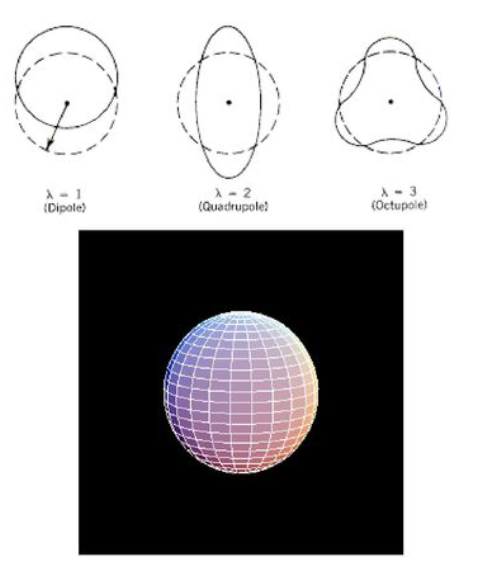 λ = 1
(Dipole)
λ = 2
(Quadrupole)
λ = 3
(Octupole)